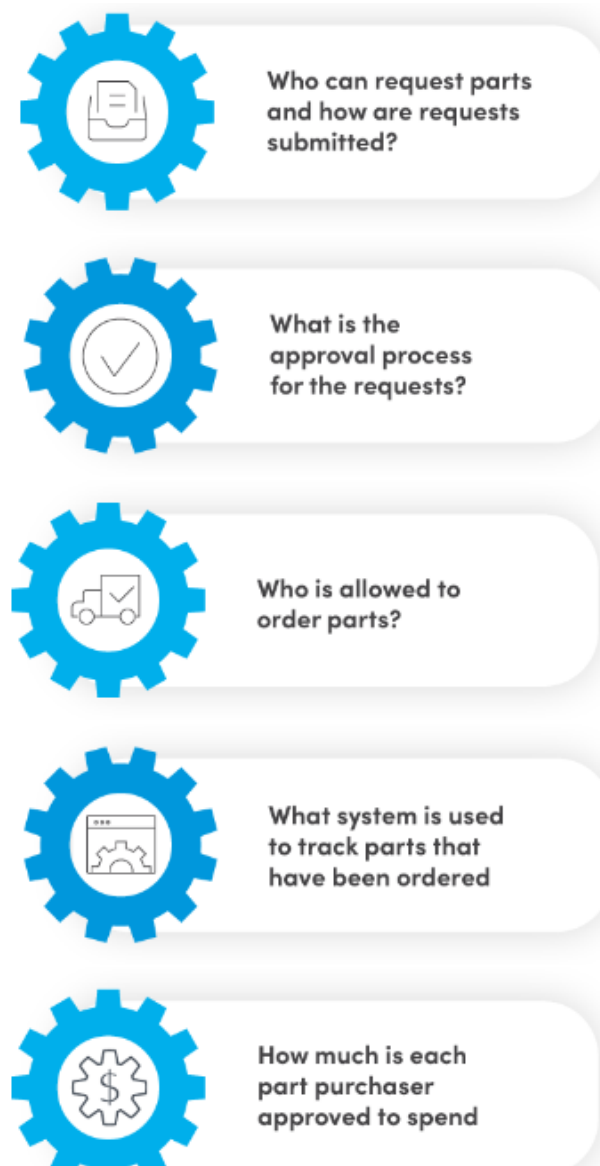 Who can request parts
and how are requests
submitted?
What is the
approval process
for the requests?
Who is allowed to
order parts?
What system is used
to track parts that
have been ordered
How much is each
part purchaser
approved to spend
$